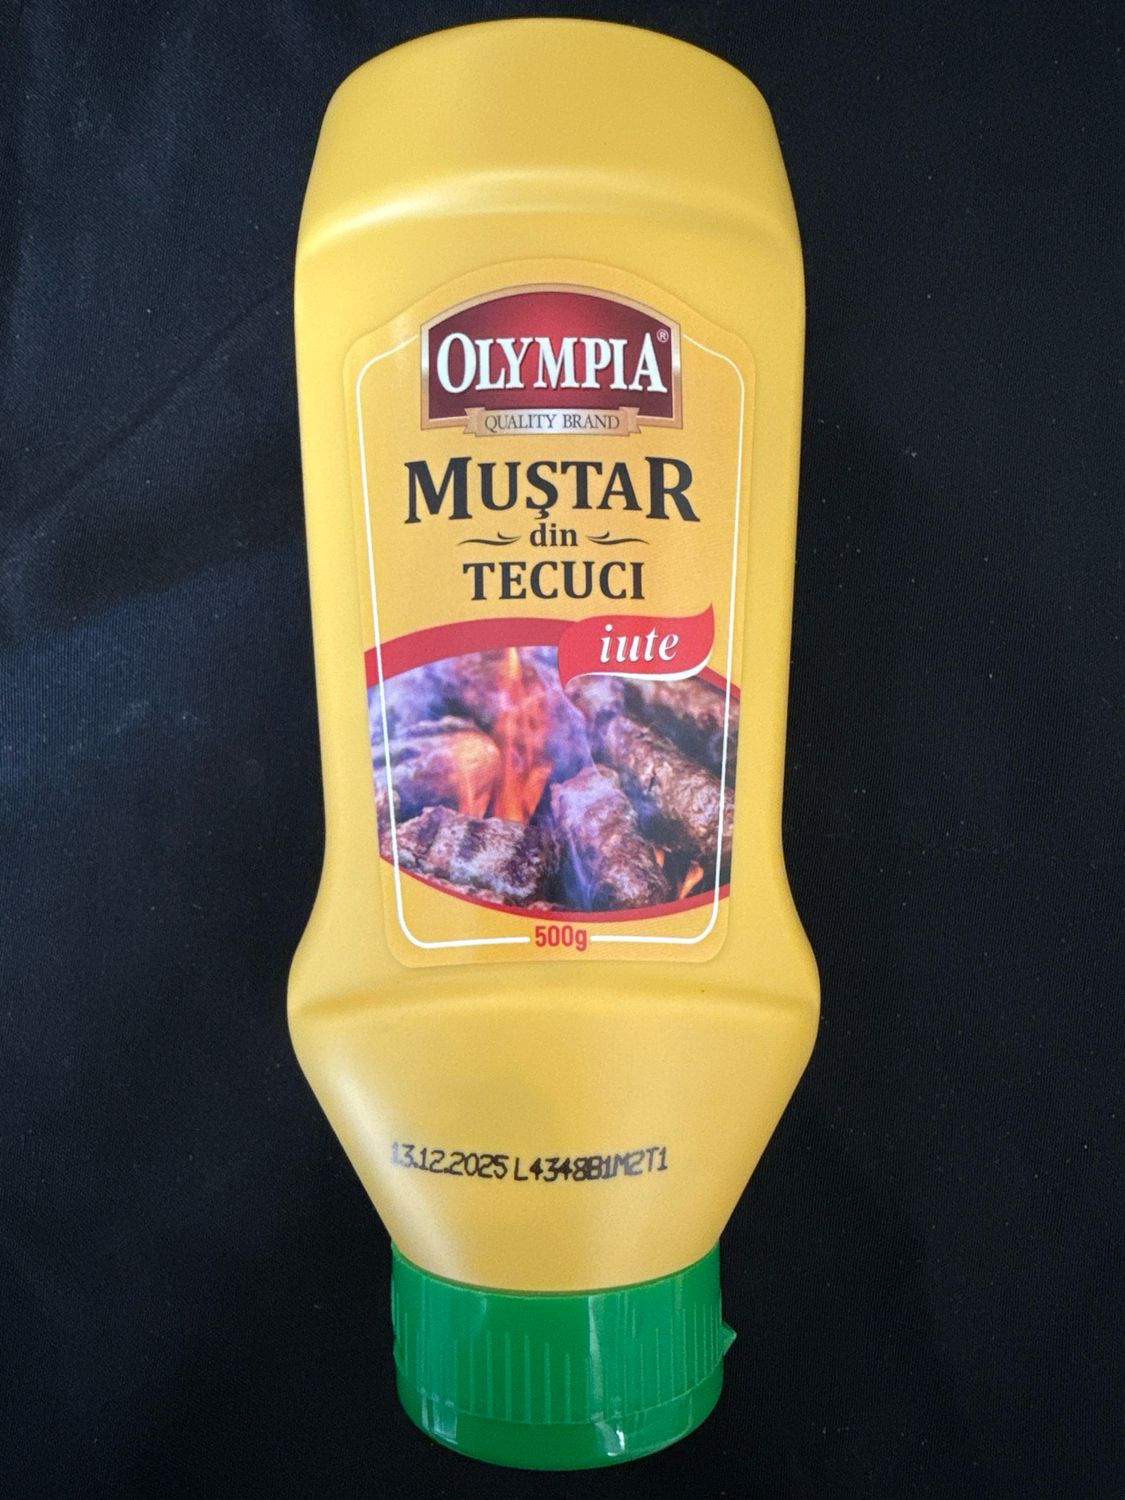 OLYMPIA®
QUALITY BRAND
MUŞTAR
din
TECUCI
iute
500g
13.12.2025 L4348B1M2T1